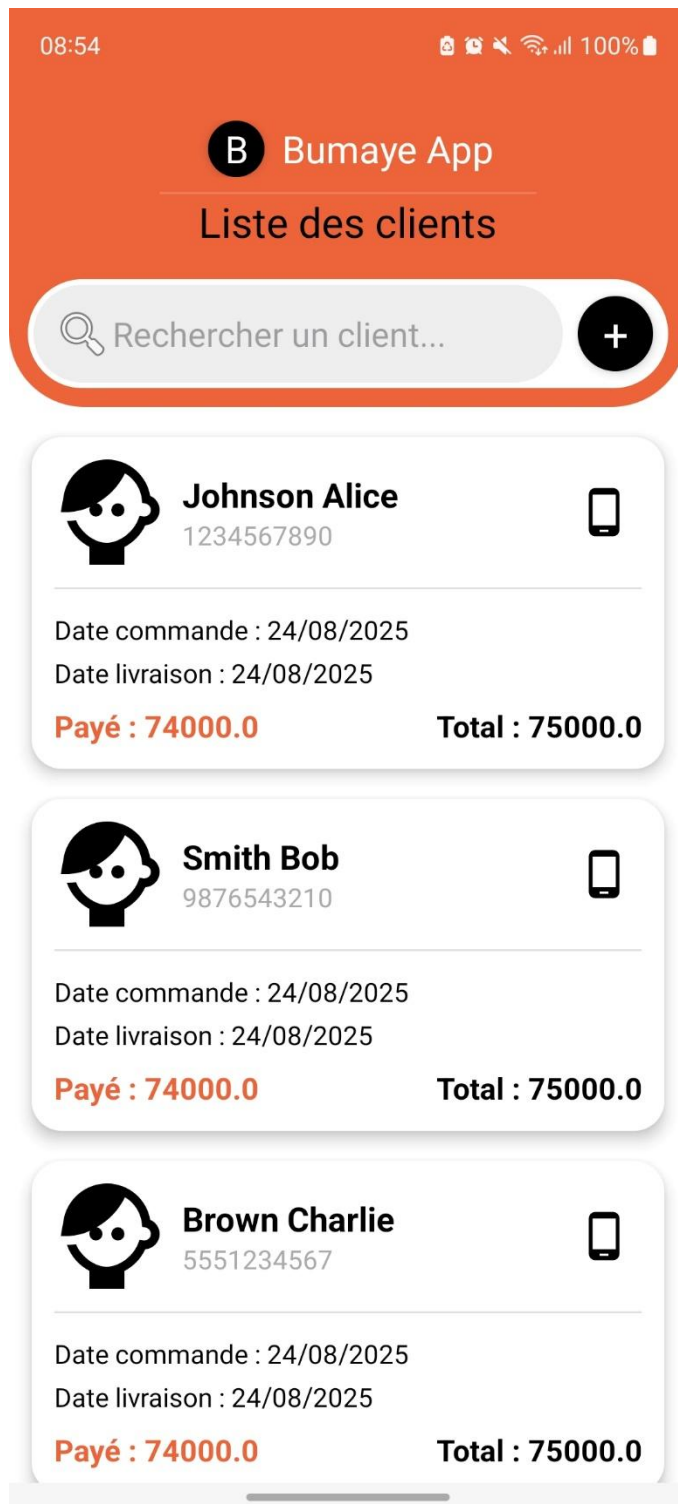 08:54 100%
B Bumaye App
Liste des clients
Rechercher un client...
+
Johnson Alice
1234567890
Date commande : 24/08/2025
Date livraison : 24/08/2025
Payé : 74000.0 Total : 75000.0
Smith Bob
9876543210
Date commande : 24/08/2025
Date livraison : 24/08/2025
Payé : 74000.0 Total : 75000.0
Brown Charlie
5551234567
Date commande : 24/08/2025
Date livraison : 24/08/2025
Payé : 74000.0 Total : 75000.0